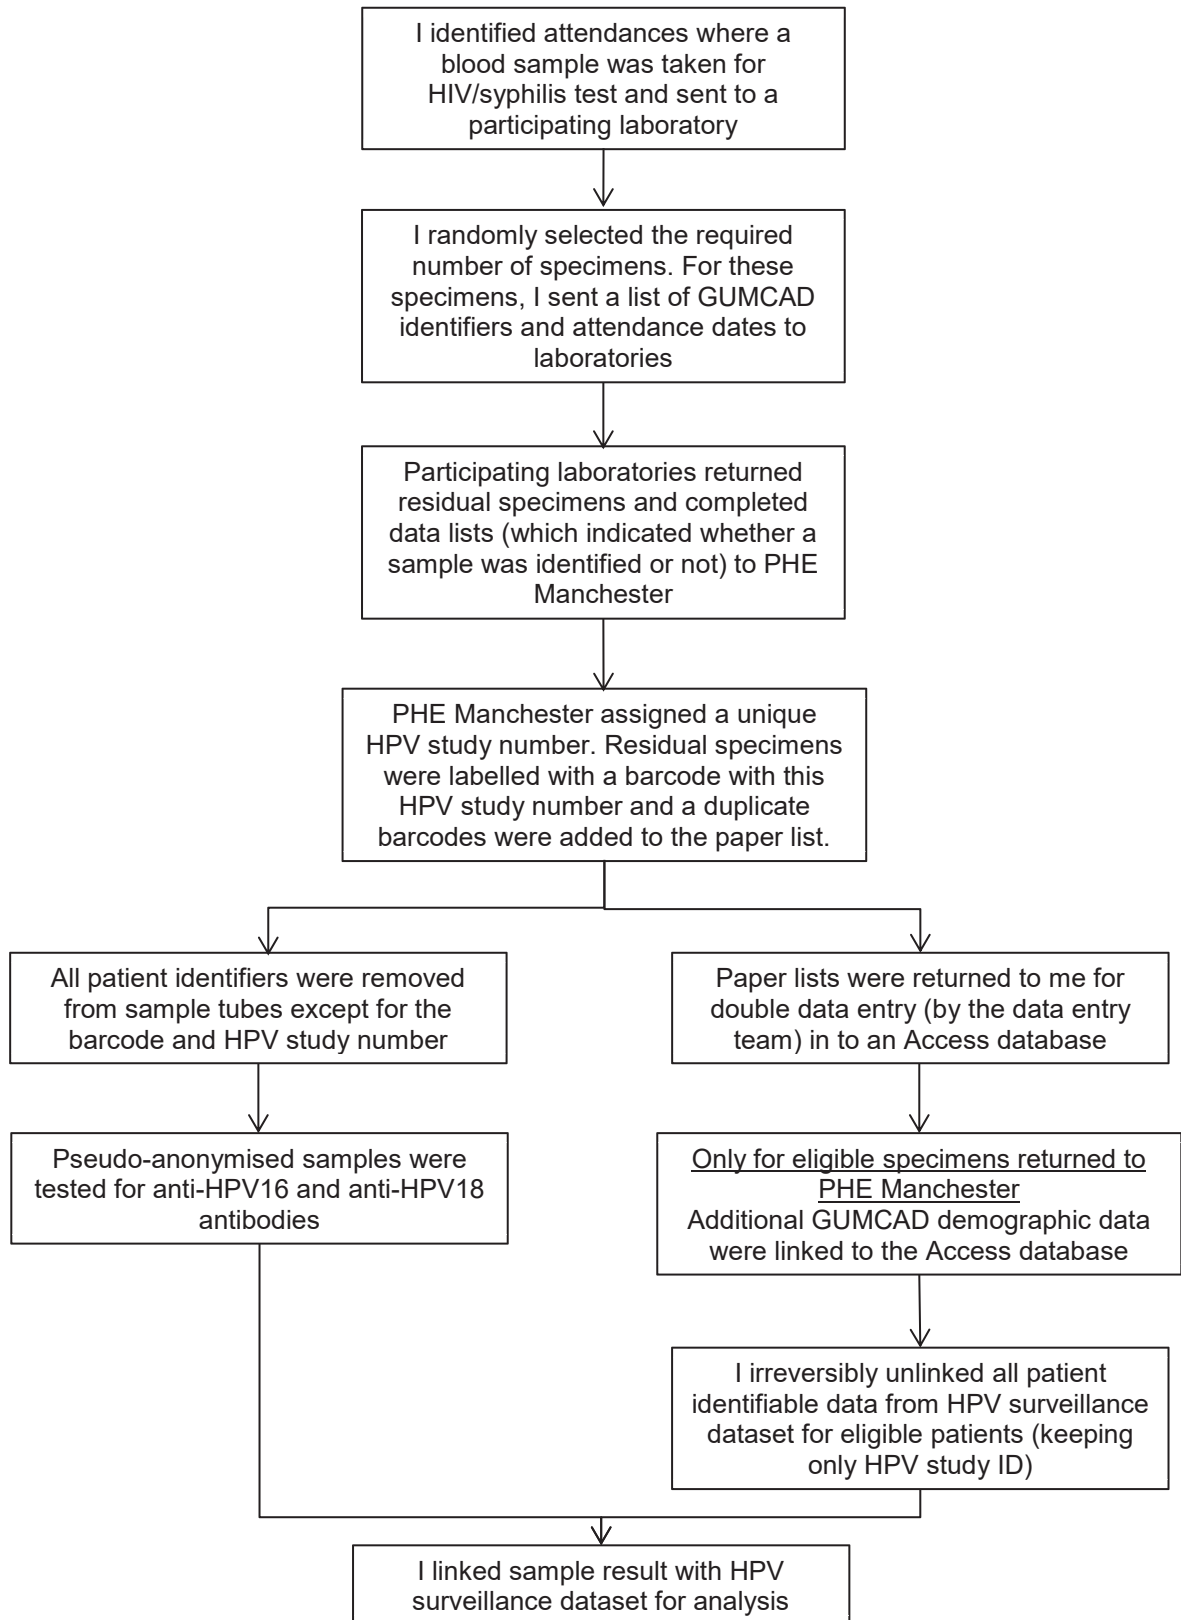 I identified attendances where a
blood sample was taken for
HIV/syphilis test and sent to a
participating laboratory
I randomly selected the required
number of specimens. For these
specimens, I sent a list of GUMCAD
identifiers and attendance dates to
laboratories
Participating laboratories returned
residual specimens and completed
data lists (which indicated whether a
sample was identified or not) to PHE
Manchester
PHE Manchester assigned a unique
HPV study number. Residual specimens
were labelled with a barcode with this
HPV study number and a duplicate
barcodes were added to the paper list.
All patient identifiers were removed
from sample tubes except for the
barcode and HPV study number
Pseudo-anonymised samples were
tested for anti-HPV16 and anti-HPV18
antibodies
Paper lists were returned to me for
double data entry (by the data entry
team) in to an Access database
Only for eligible specimens returned to
PHE Manchester
Additional GUMCAD demographic data
were linked to the Access database
I irreversibly unlinked all patient
identifiable data from HPV surveillance
dataset for eligible patients (keeping
only HPV study ID)
I linked sample result with HPV
surveillance dataset for analysis